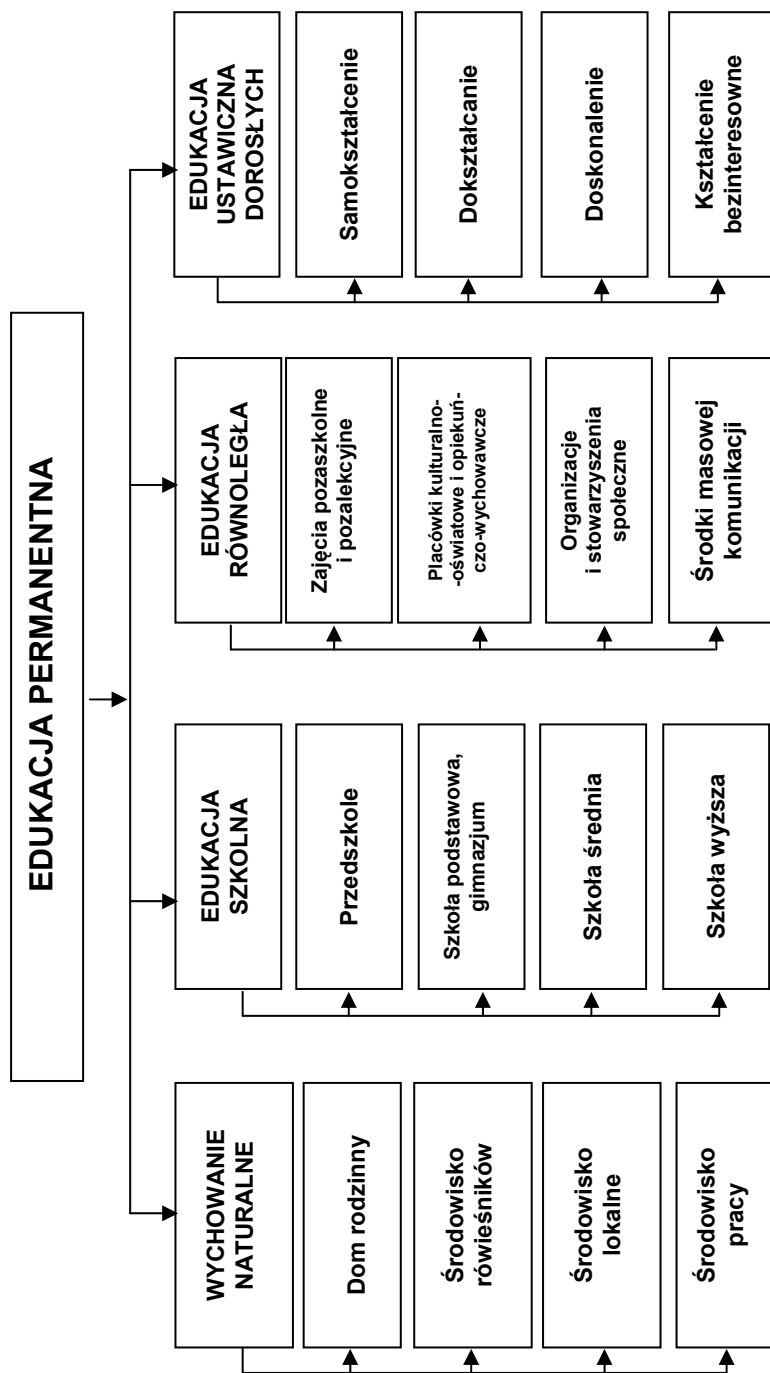 EDUKACJA PERMANENTNA
WYCHOWANIE
NATURALNE
Dom rodzinny
Środowisko
rówieśników
Środowisko
lokalne
Środowisko
pracy
EDUKACJA
SZKOLNA
Przedszkole
Szkoła podstawowa,
gimnazjum
Szkoła średnia
Szkoła wyższa
EDUKACJA
RÓWNOLEGŁA
Zajęcia pozaszkolne
i pozalekcyjne
Placówki kulturalno-
-oświatowe i opiekuń-
czo-wychowawcze
Organizacje
i stowarzyszenia
społeczne
Środki masowej
komunikacji
EDUKACJA
USTAWICZNA
DOROSŁYCH
Samokształcenie
Dokształcanie
Doskonalenie
Kształcenie
bezinteresowne